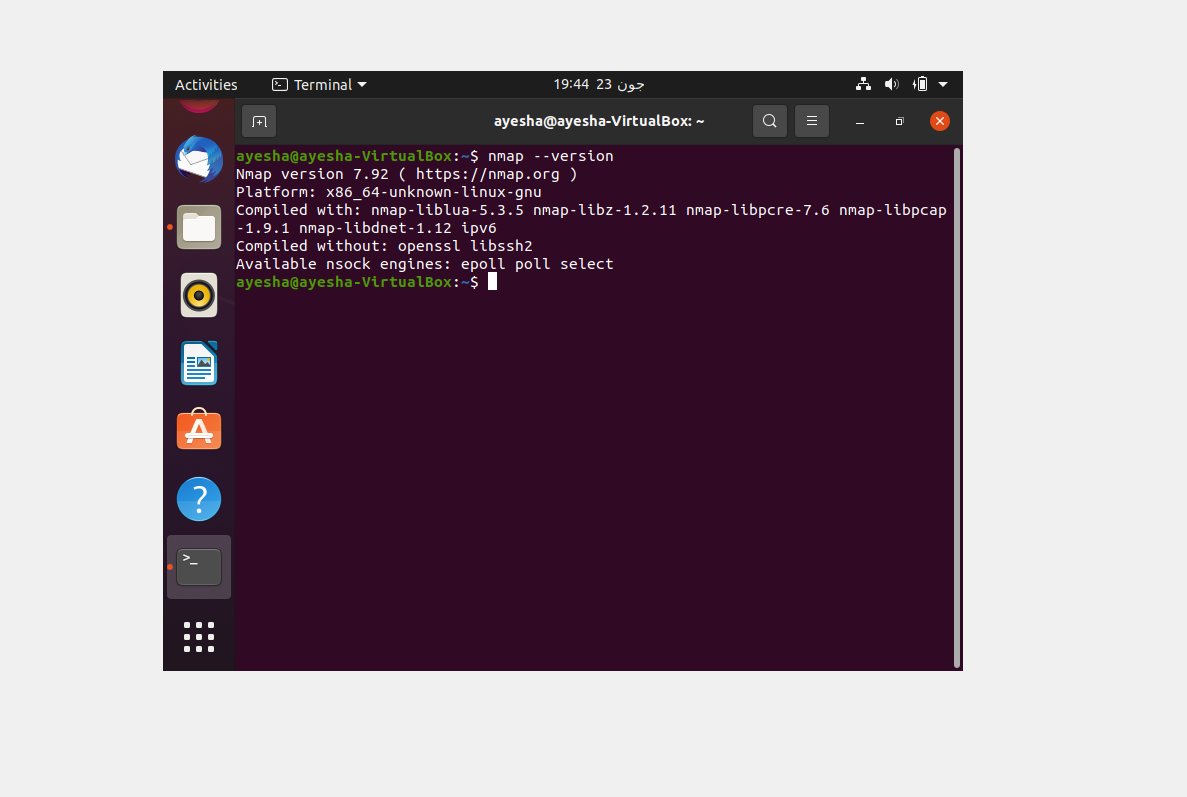 Activities Terminal 19:44 23 جون
ayesha@ayesha-VirtualBox: ~
ayesha@ayesha-VirtualBox:~$ nmap --version
Nmap version 7.92 ( https://nmap.org )
Platform: x86_64-unknown-linux-gnu
Compiled with: nmap-liblua-5.3.5 nmap-libz-1.2.11 nmap-libpcre-7.6 nmap-libpcap
-1.9.1 nmap-libdnet-1.12 ipv6
Compiled without: openssl libssh2
Available nsock engines: epoll poll select
ayesha@ayesha-VirtualBox:~$